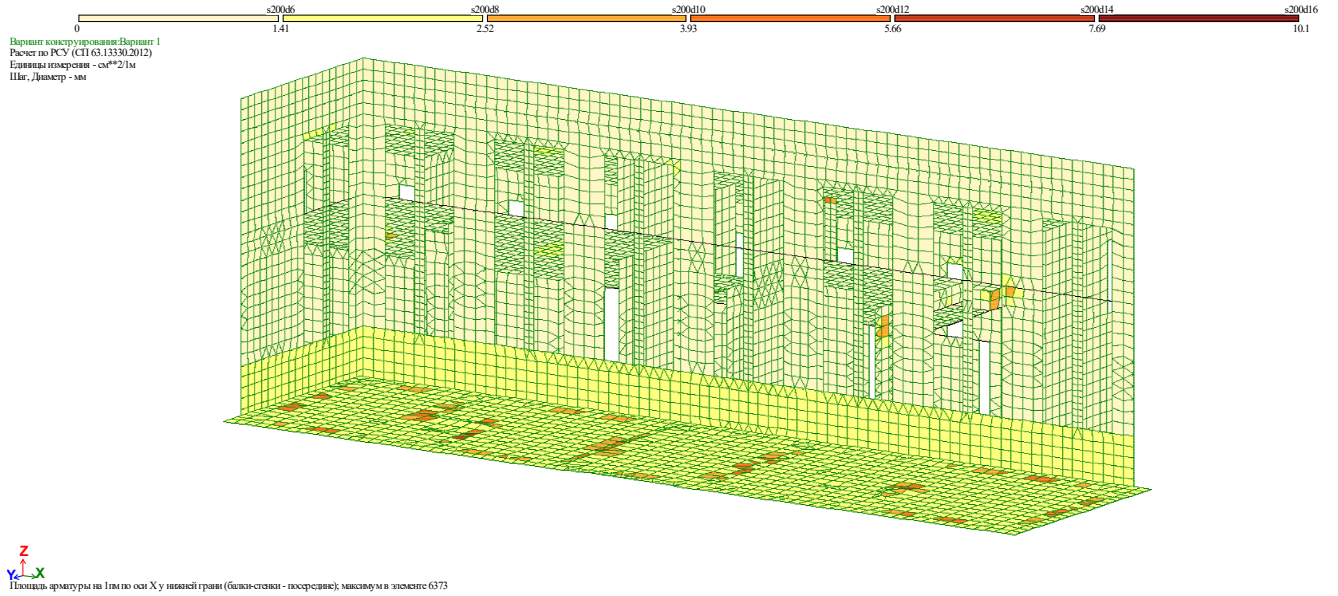 s200d6 s200d8 s200d10 s200d12 s200d14 s200d16
0 1.41 2.52 3.93 5.66 7.69 10.1
Вариант конструирования:Вариант 1
Расчет по РСУ (СП 63.13330.2012)
Единицы измерения - см**2/1м
Шаг, Диаметр - мм
Z
Y X
Площадь арматуры на 1пм по оси X у нижней грани (балки-стенки - посередине); максимум в элементе 6373